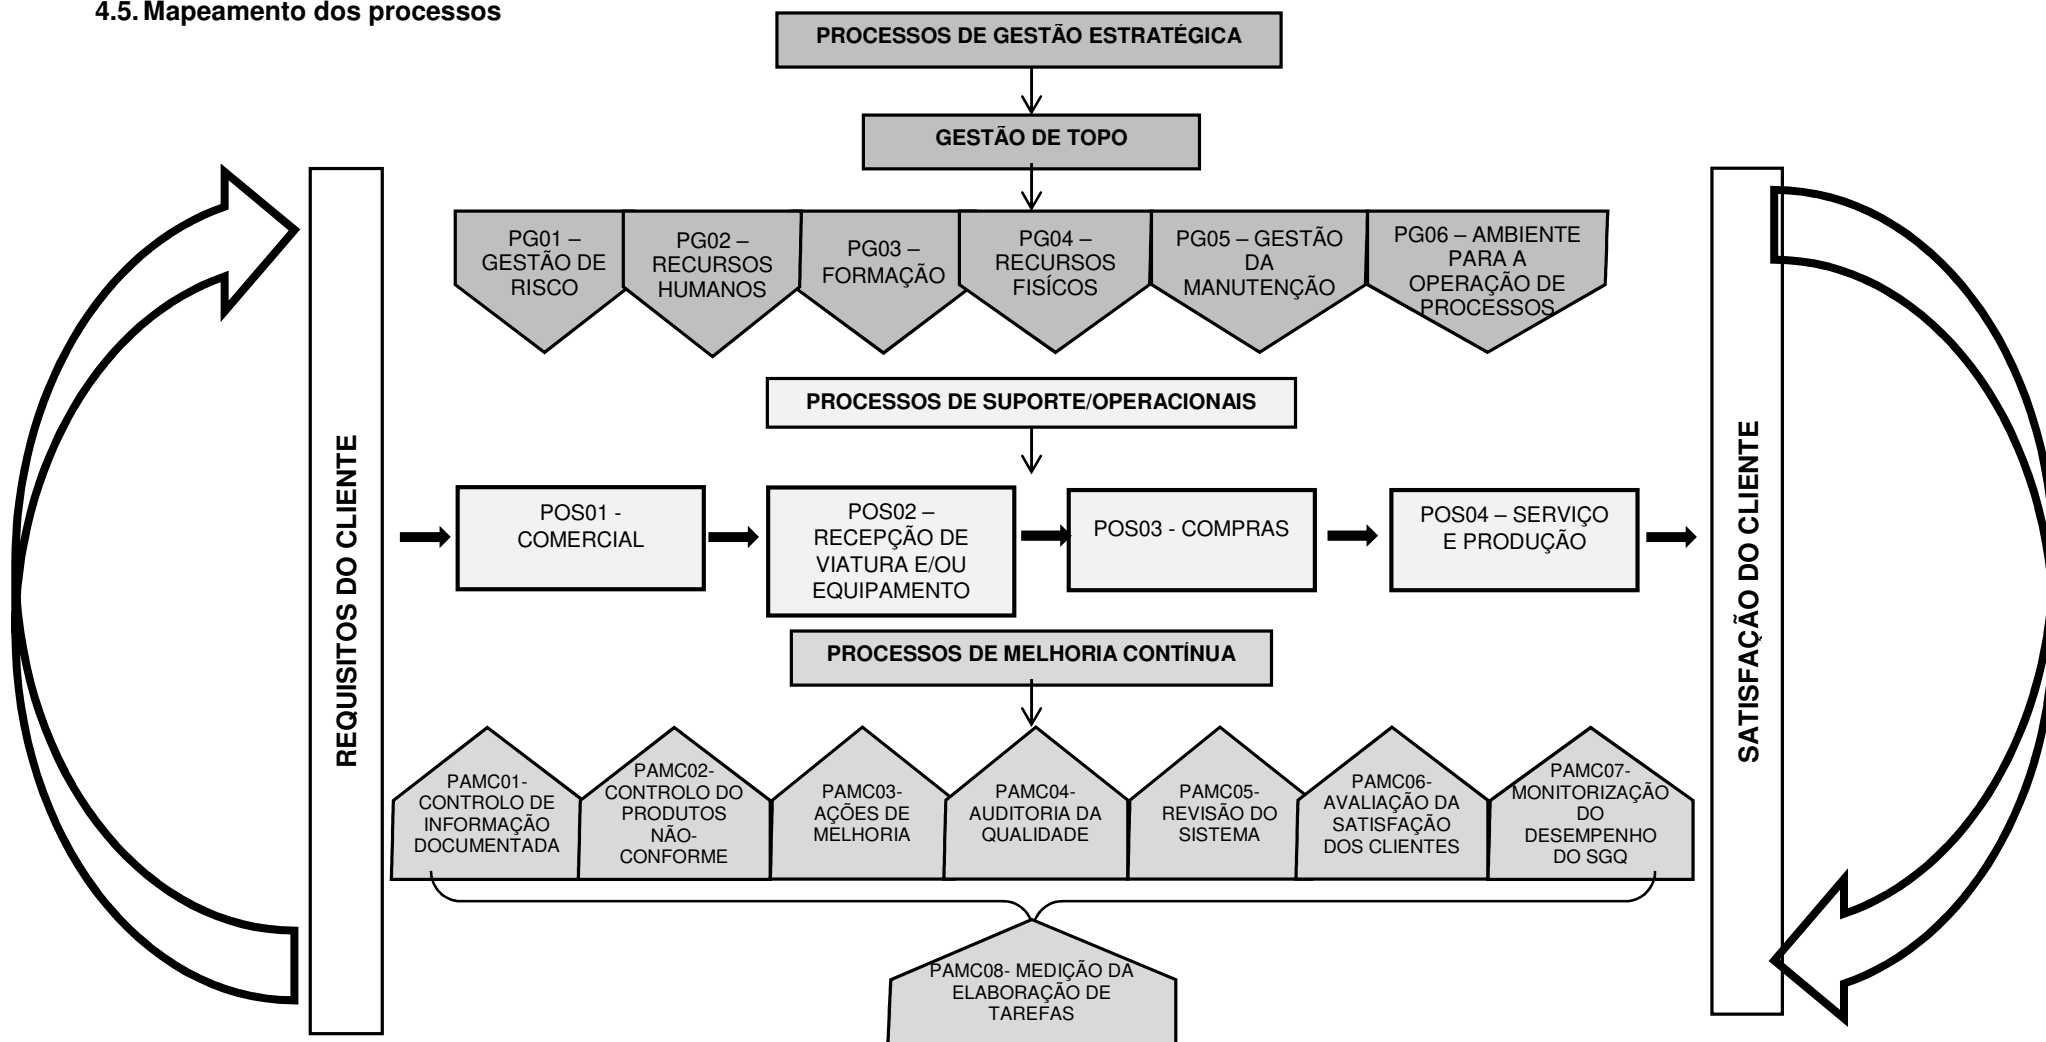 4.5. Mapeamento dos processos
PROCESSOS DE GESTÃO ESTRATÉGICA
GESTÃO DE TOPO
PG01 –
GESTÃO DE
RISCO
PG02 –
RECURSOS
HUMANOS
PG03 –
FORMAÇÃO
PG04 –
RECURSOS
FISÍCOS
PG05 – GESTÃO
DA
MANUTENÇÃO
PG06 – AMBIENTE
PARA A
OPERAÇÃO DE
PROCESSOS
PROCESSOS DE SUPORTE/OPERACIONAIS
REQUISITOS DO CLIENTE
POS01 -
COMERCIAL
POS02 –
RECEPÇÃO DE
VIATURA E/OU
EQUIPAMENTO
POS03 - COMPRAS
POS04 – SERVIÇO
E PRODUÇÃO
SATISFAÇÃO DO CLIENTE
PROCESSOS DE MELHORIA CONTÍNUA
PAMC01-
CONTROLO DE
INFORMAÇÃO
DOCUMENTADA
PAMC02-
CONTROLO DO
PRODUTOS
NÃO-
CONFORME
PAMC03-
AÇÕES DE
MELHORIA
PAMC04-
AUDITORIA DA
QUALIDADE
PAMC05-
REVISÃO DO
SISTEMA
PAMC06-
AVALIAÇÃO DA
SATISFAÇÃO
DOS CLIENTES
PAMC07-
MONITORIZAÇÃO
DO
DESEMPENHO
DO SGQ
PAMC08- MEDIÇÃO DA
ELABORAÇÃO DE
TAREFAS